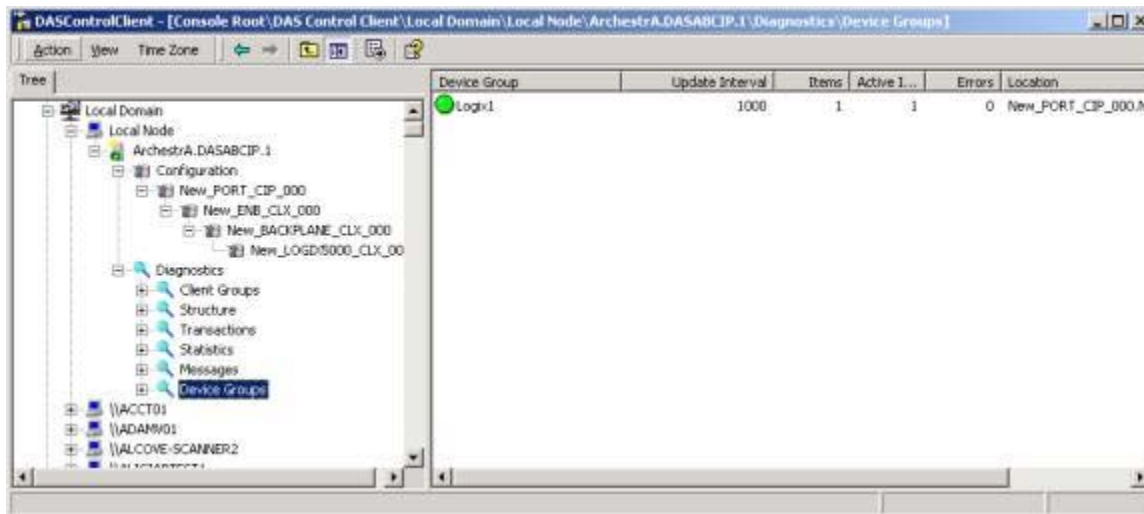 DASControlClient - [Console Root\DAS Control Client\Local Domain\Local Node\ArchestrA.DASABCIP.1\Diagnostics\Device Groups]
Action View Time Zone
Tree
Device Group Update Interval Items Active I... Errors Location
Logix1 1000 1 1 0 New_PORT_CIP_000.N
Local Domain
Local Node
ArchestrA.DASABCIP.1
Configuration
New_PORT_CIP_000
New_ENB_CLX_000
New_BACKPLANE_CLX_000
New_LOGIX5000_CLX_00
Diagnostics
Client Groups
Structure
Transactions
Statistics
Messages
Device Groups
\\ACCT01
\\ADAMV01
\\ALCOVE-SCANNER2